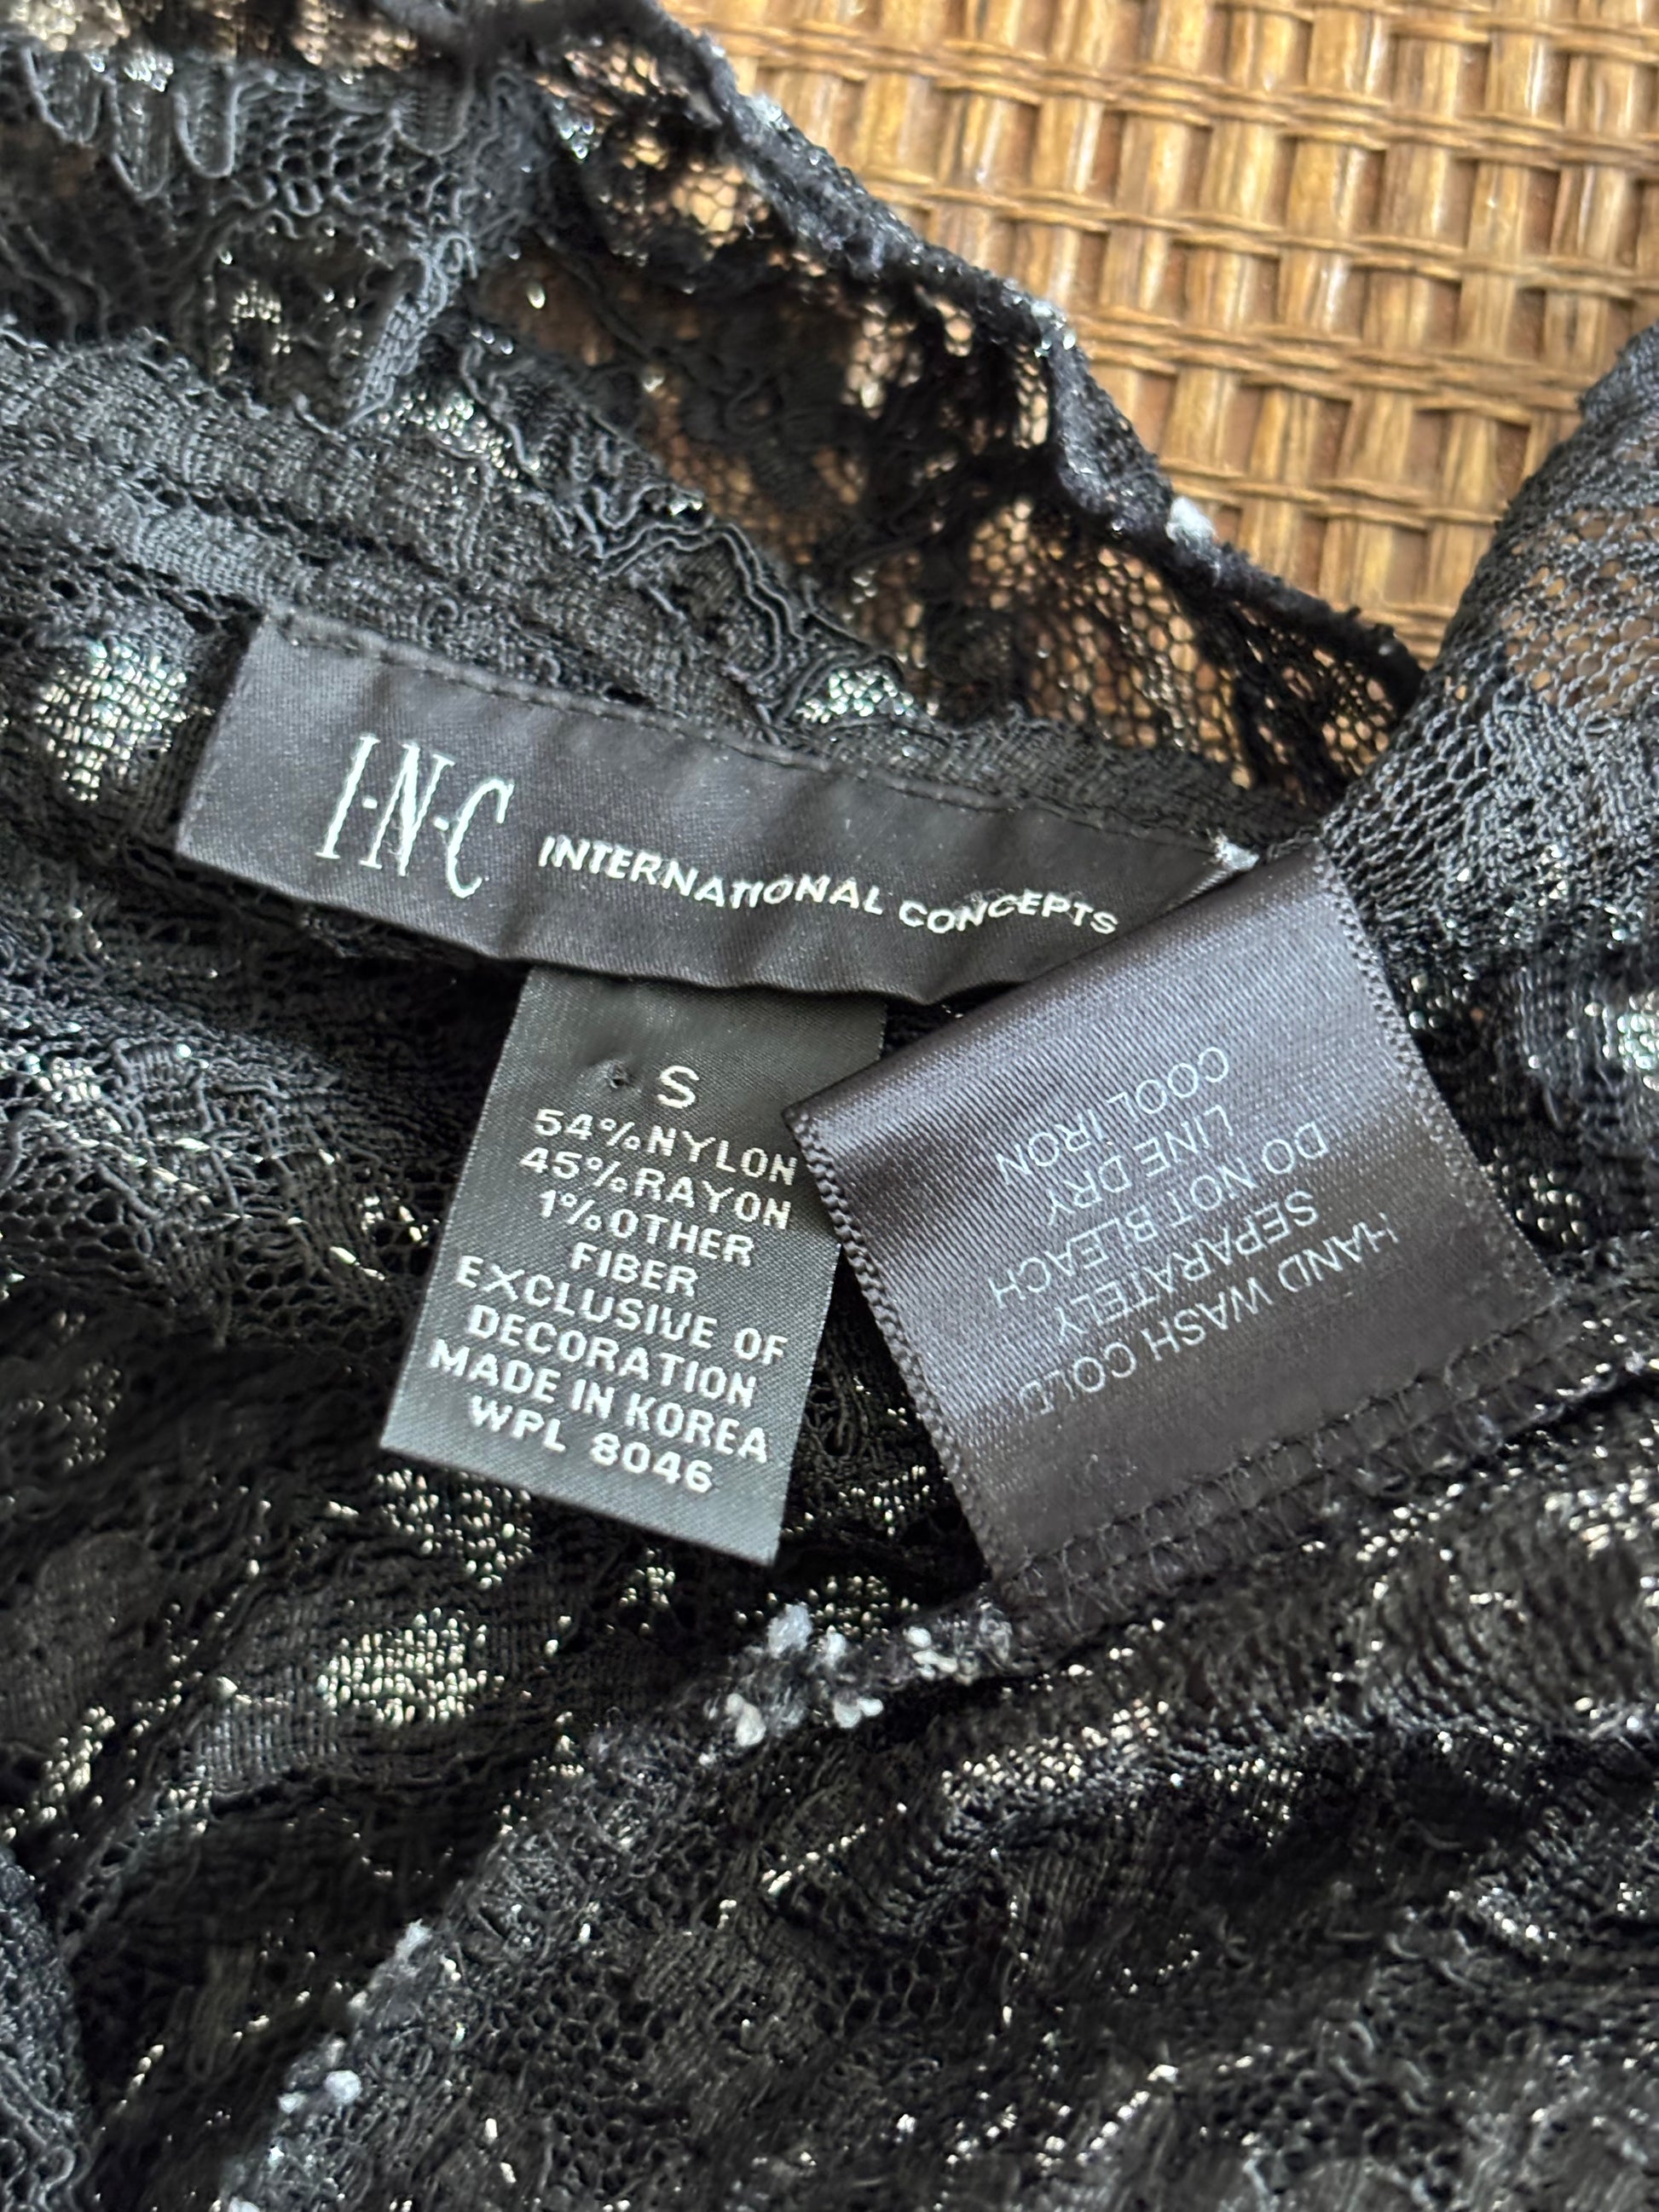 I·N·C INTERNATIONAL CONCEPTS
S
54% NYLON
45% RAYON
1% OTHER
FIBER
EXCLUSIVE OF
DECORATION
MADE IN KOREA
WPL 8046
HAND WASH COLD
SEPARATELY
DO NOT BLEACH
LINE DRY
COOL IRON